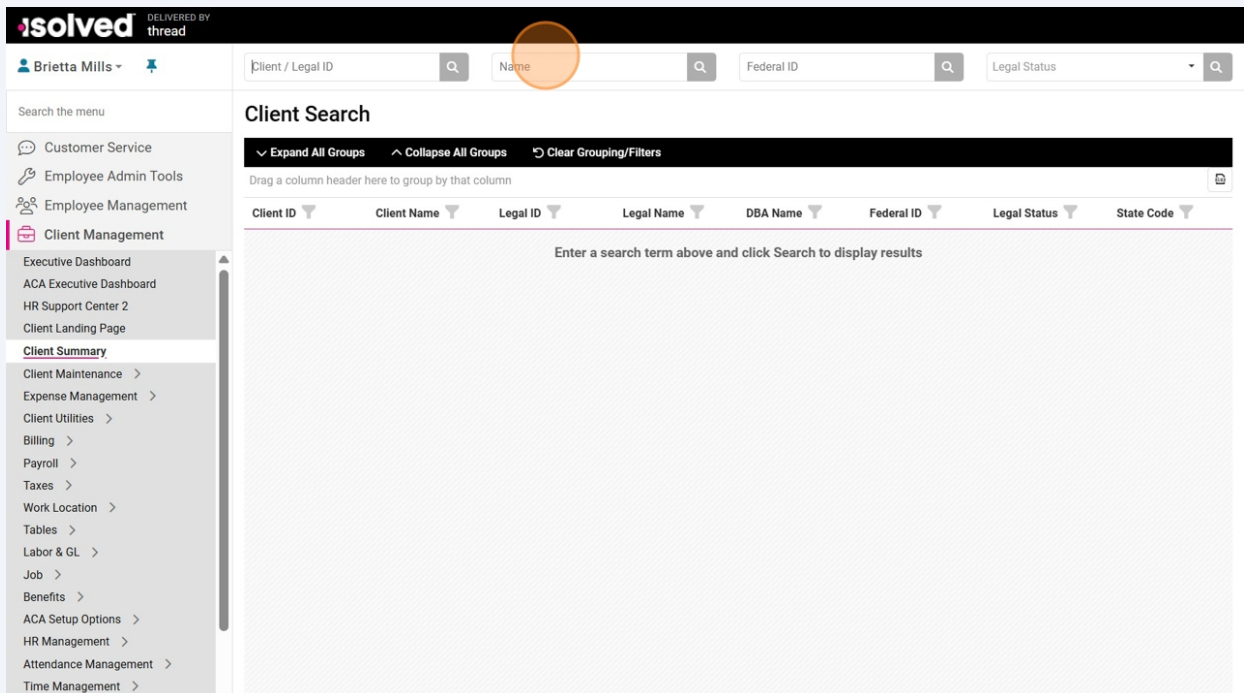 isolved DELIVERED BY thread
Brietta Mills
Client / Legal ID
Name
Federal ID
Legal Status
Search the menu
Client Search
Customer Service
Employee Admin Tools
Employee Management
Client Management
Executive Dashboard
ACA Executive Dashboard
HR Support Center 2
Client Landing Page
Client Summary
Client Maintenance
Expense Management
Client Utilities
Billing
Payroll
Taxes
Work Location
Tables
Labor & GL
Job
Benefits
ACA Setup Options
HR Management
Attendance Management
Time Management
Expand All Groups Collapse All Groups Clear Grouping/Filters
Drag a column header here to group by that column
Client ID Client Name Legal ID Legal Name DBA Name Federal ID Legal Status State Code
Enter a search term above and click Search to display results